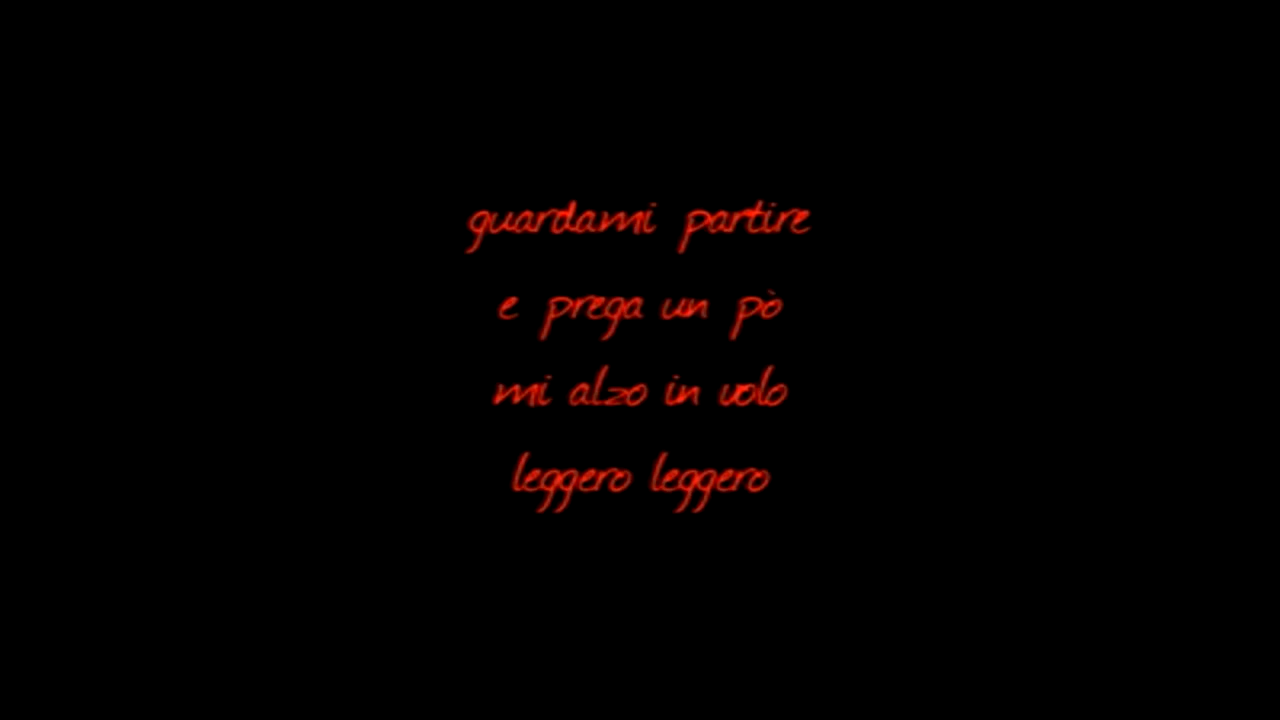 guardami partire
e prega un pò
mi alzo in volo
leggero leggero